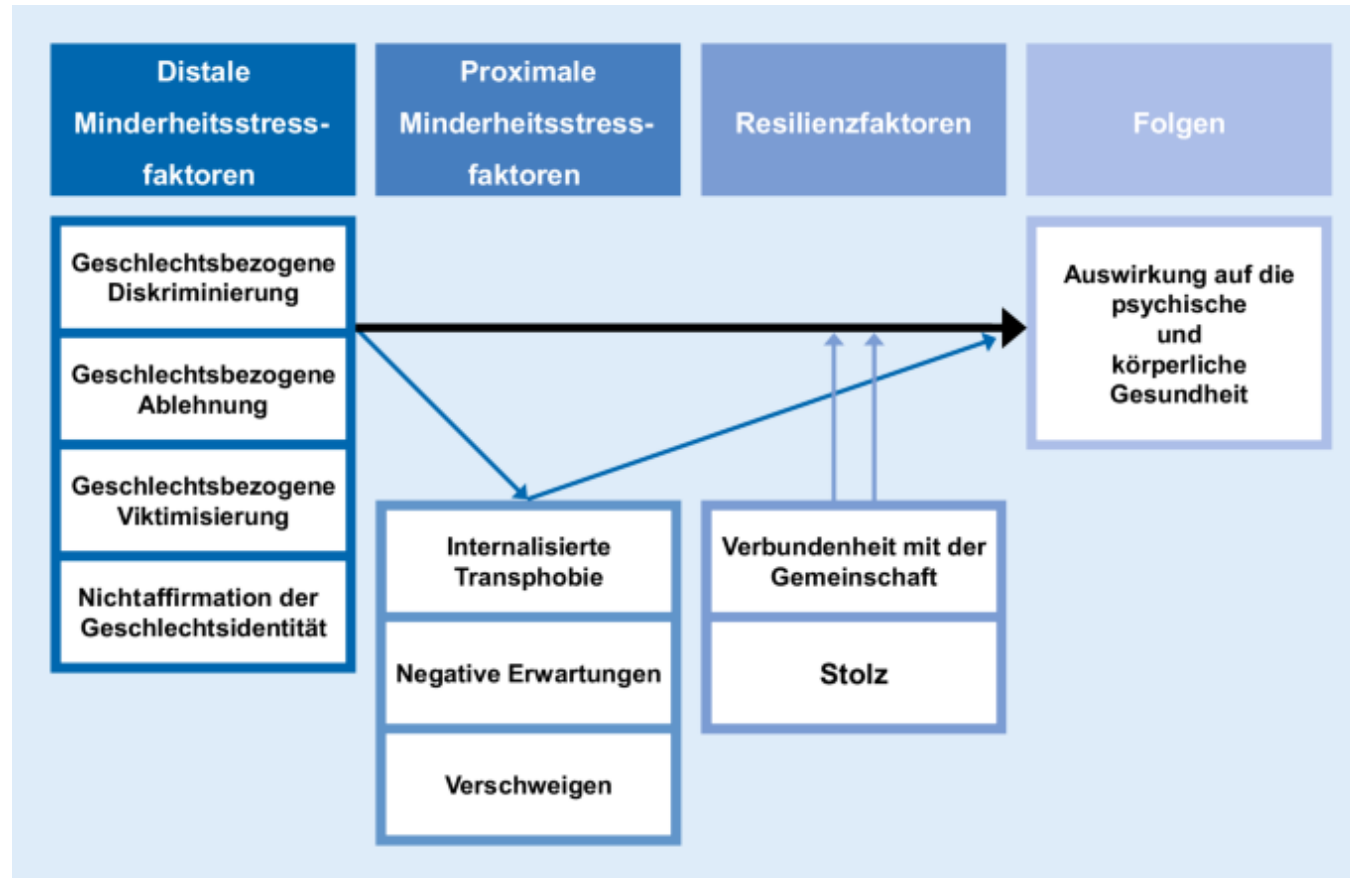 Distale
Minderheitsstress-
faktoren
Proximale
Minderheitsstress-
faktoren
Resilienzfaktoren
Folgen
Geschlechtsbezogene
Diskriminierung
Geschlechtsbezogene
Ablehnung
Geschlechtsbezogene
Viktimisierung
Nichtaffirmation der
Geschlechtsidentität
Internalisierte
Transphobie
Negative Erwartungen
Verschweigen
Verbundenheit mit der
Gemeinschaft
Stolz
Auswirkung auf die
psychische
und
körperliche
Gesundheit